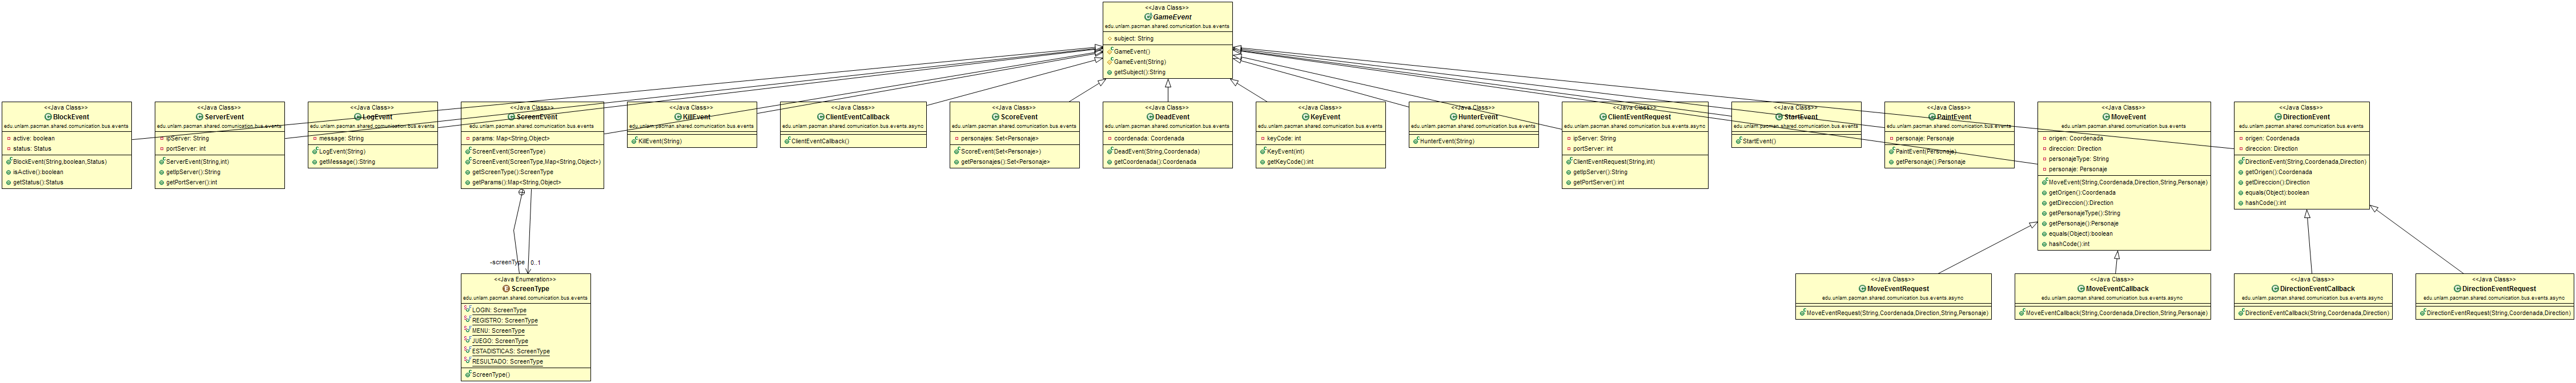 <<Java Class>>
GameEvent
edu.unlam.pacman.shared.comunication.bus.events
subject: String
GameEvent()
GameEvent(String)
getSubject():String
<<Java Class>>
BlockEvent
edu.unlam.pacman.shared.comunication.bus.events
active: boolean
status: Status
BlockEvent(String,boolean,Status)
isActive():boolean
getStatus():Status
<<Java Class>>
ServerEvent
edu.unlam.pacman.shared.comunication.bus.events
ipServer: String
portServer: int
ServerEvent(String,int)
getIpServer():String
getPortServer():int
<<Java Class>>
LogEvent
edu.unlam.pacman.shared.comunication.bus.events
message: String
LogEvent(String)
getMessage():String
<<Java Class>>
ScreenEvent
edu.unlam.pacman.shared.comunication.bus.events
params: Map<String,Object>
ScreenEvent(ScreenType)
ScreenEvent(ScreenType,Map<String,Object>)
getScreenType():ScreenType
getParams():Map<String,Object>
<<Java Class>>
KillEvent
edu.unlam.pacman.shared.comunication.bus.events
KillEvent(String)
<<Java Class>>
ClientEventCallback
edu.unlam.pacman.shared.comunication.bus.events.async
ClientEventCallback()
<<Java Class>>
ScoreEvent
edu.unlam.pacman.shared.comunication.bus.events
personajes: Set<Personaje>
ScoreEvent(Set<Personaje>)
getPersonajes():Set<Personaje>
<<Java Class>>
DeadEvent
edu.unlam.pacman.shared.comunication.bus.events
coordenada: Coordenada
DeadEvent(String,Coordenada)
getCoordenada():Coordenada
<<Java Class>>
KeyEvent
edu.unlam.pacman.shared.comunication.bus.events
keyCode: int
KeyEvent(int)
getKeyCode():int
<<Java Class>>
HunterEvent
edu.unlam.pacman.shared.comunication.bus.events
HunterEvent(String)
<<Java Class>>
ClientEventRequest
edu.unlam.pacman.shared.comunication.bus.events.async
ipServer: String
portServer: int
ClientEventRequest(String,int)
getIpServer():String
getPortServer():int
<<Java Class>>
StartEvent
edu.unlam.pacman.shared.comunication.bus.events
StartEvent()
<<Java Class>>
PaintEvent
edu.unlam.pacman.shared.comunication.bus.events
personaje: Personaje
PaintEvent(Personaje)
getPersonaje():Personaje
<<Java Class>>
MoveEvent
edu.unlam.pacman.shared.comunication.bus.events
origen: Coordenada
direccion: Direction
personajeType: String
personaje: Personaje
MoveEvent(String,Coordenada,Direction,String,Personaje)
getOrigen():Coordenada
getDireccion():Direction
getPersonajeType():String
getPersonaje():Personaje
equals(Object):boolean
hashCode():int
<<Java Class>>
DirectionEvent
edu.unlam.pacman.shared.comunication.bus.events
origen: Coordenada
direccion: Direction
DirectionEvent(String,Coordenada,Direction)
getOrigen():Coordenada
getDireccion():Direction
equals(Object):boolean
hashCode():int
-screenType 0..1
<<Java Enumeration>>
ScreenType
edu.unlam.pacman.shared.comunication.bus.events
LOGIN: ScreenType
REGISTRO: ScreenType
MENU: ScreenType
JUEGO: ScreenType
ESTADISTICAS: ScreenType
RESULTADO: ScreenType
ScreenType()
<<Java Class>>
MoveEventRequest
edu.unlam.pacman.shared.comunication.bus.events.async
MoveEventRequest(String,Coordenada,Direction,String,Personaje)
<<Java Class>>
MoveEventCallback
edu.unlam.pacman.shared.comunication.bus.events.async
MoveEventCallback(String,Coordenada,Direction,String,Personaje)
<<Java Class>>
DirectionEventCallback
edu.unlam.pacman.shared.comunication.bus.events.async
DirectionEventCallback(String,Coordenada,Direction)
<<Java Class>>
DirectionEventRequest
edu.unlam.pacman.shared.comunication.bus.events.async
DirectionEventRequest(String,Coordenada,Direction)